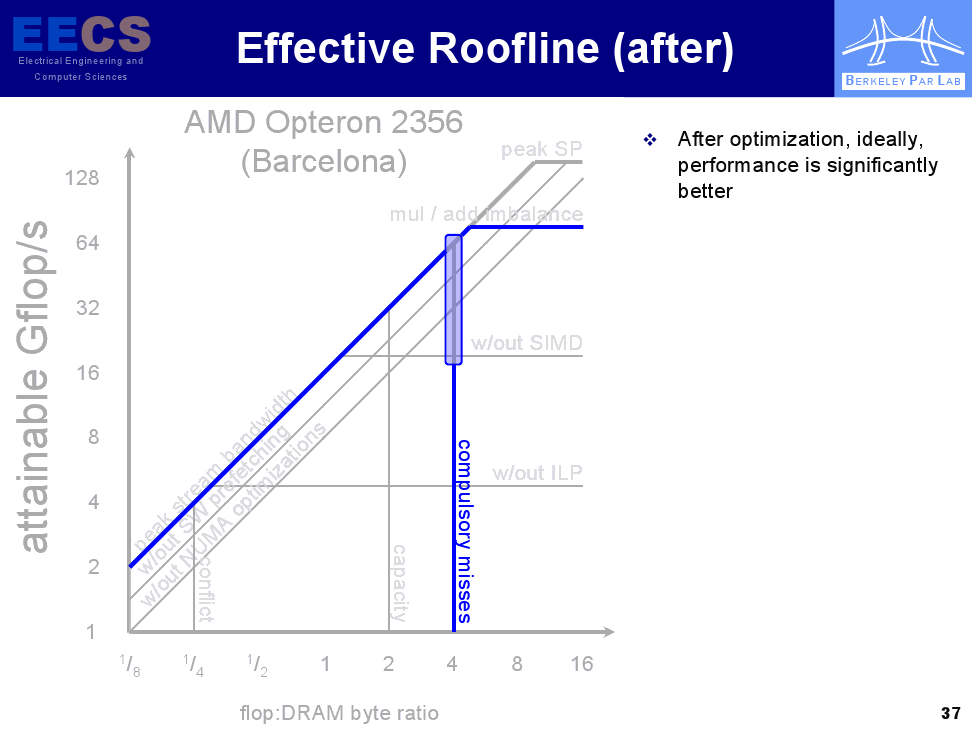 EECS
Electrical Engineering and
Computer Sciences
Effective Roofline (after)
BERKELEY PAR LAB
AMD Opteron 2356
(Barcelona)
❖ After optimization, ideally,
performance is significantly
better
attainable Gflop/s
128
64
32
16
8
4
2
1
peak SP
mul / add imbalance
w/out SIMD
w/out ILP
peak stream bandwidth
w/out SW prefetching
w/out NUMA optimizations
conflict
capacity
compulsory misses
1/8 1/4 1/2 1 2 4 8 16
flop:DRAM byte ratio
37